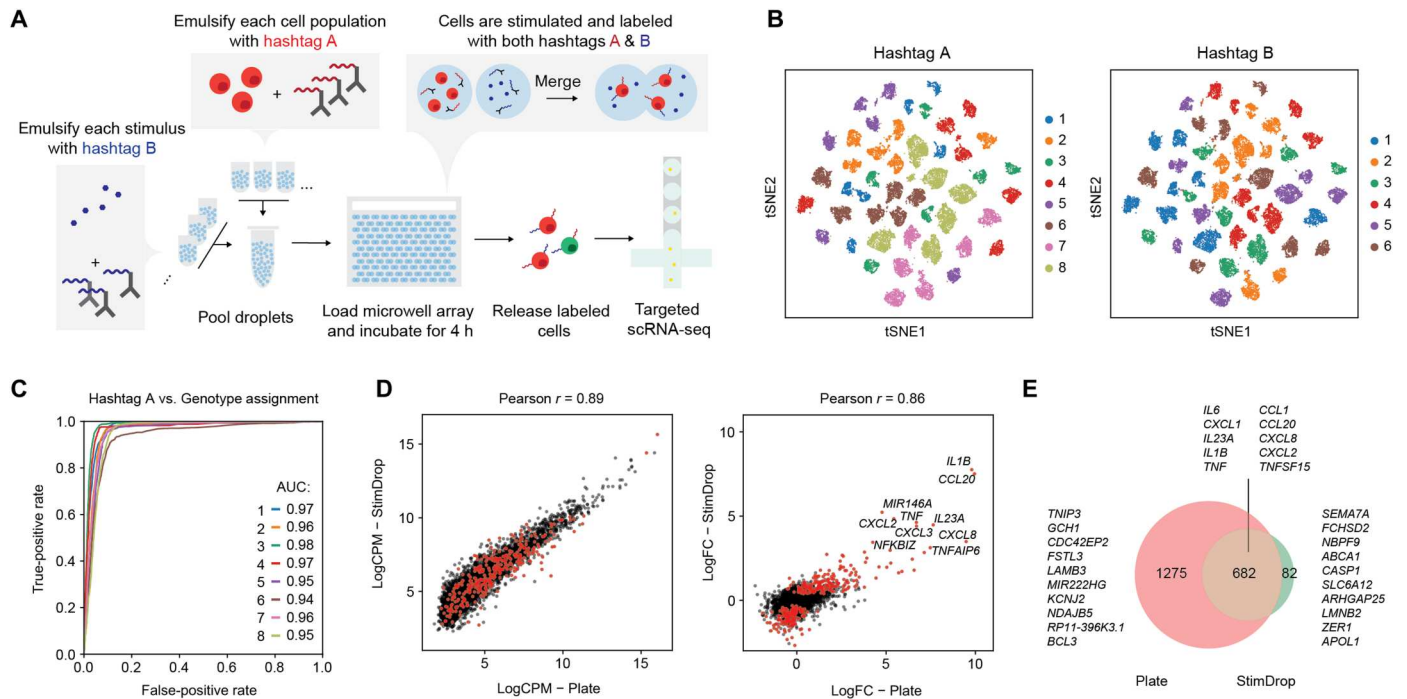 A
Emulsify each cell population
with hashtag A
Cells are stimulated and labeled
with both hashtags A & B
+
Merge
Emulsify each stimulus
with hashtag B
...
...
+
Pool droplets
Load microwell array
and incubate for 4 h
Release labeled
cells
Targeted
scRNA-seq
B
Hashtag A
tSNE2
tSNE1
1
2
3
4
5
6
7
8
Hashtag B
tSNE2
tSNE1
1
2
3
4
5
6
C
Hashtag A vs. Genotype assignment
True-positive rate
1.0
0.8
0.6
0.4
0.2
0.0
0.0 0.2 0.4 0.6 0.8 1.0
False-positive rate
AUC:
1 0.97
2 0.96
3 0.98
4 0.97
5 0.95
6 0.94
7 0.96
8 0.95
D
Pearson r = 0.89
LogCPM – StimDrop
15
10
5
5 10 15
LogCPM – Plate
Pearson r = 0.86
LogFC – StimDrop
10
5
0
0 5 10
LogFC – Plate
IL1B
CCL20
MIR146A
TNF
IL23A
CXCL2
CXCL3
CXCL8
NFKBIZ
TNFAIP6
E
IL6 CCL1
CXCL1 CCL20
IL23A CXCL8
IL1B CXCL2
TNF TNFSF15
TNIP3
GCH1
CDC42EP2
FSTL3
LAMB3
MIR222HG
KCNJ2
NDAJB5
RP11-396K3.1
BCL3
1275
682
82
SEMA7A
FCHSD2
NBPF9
ABCA1
CASP1
SLC6A12
ARHGAP25
LMNB2
ZER1
APOL1
Plate
StimDrop